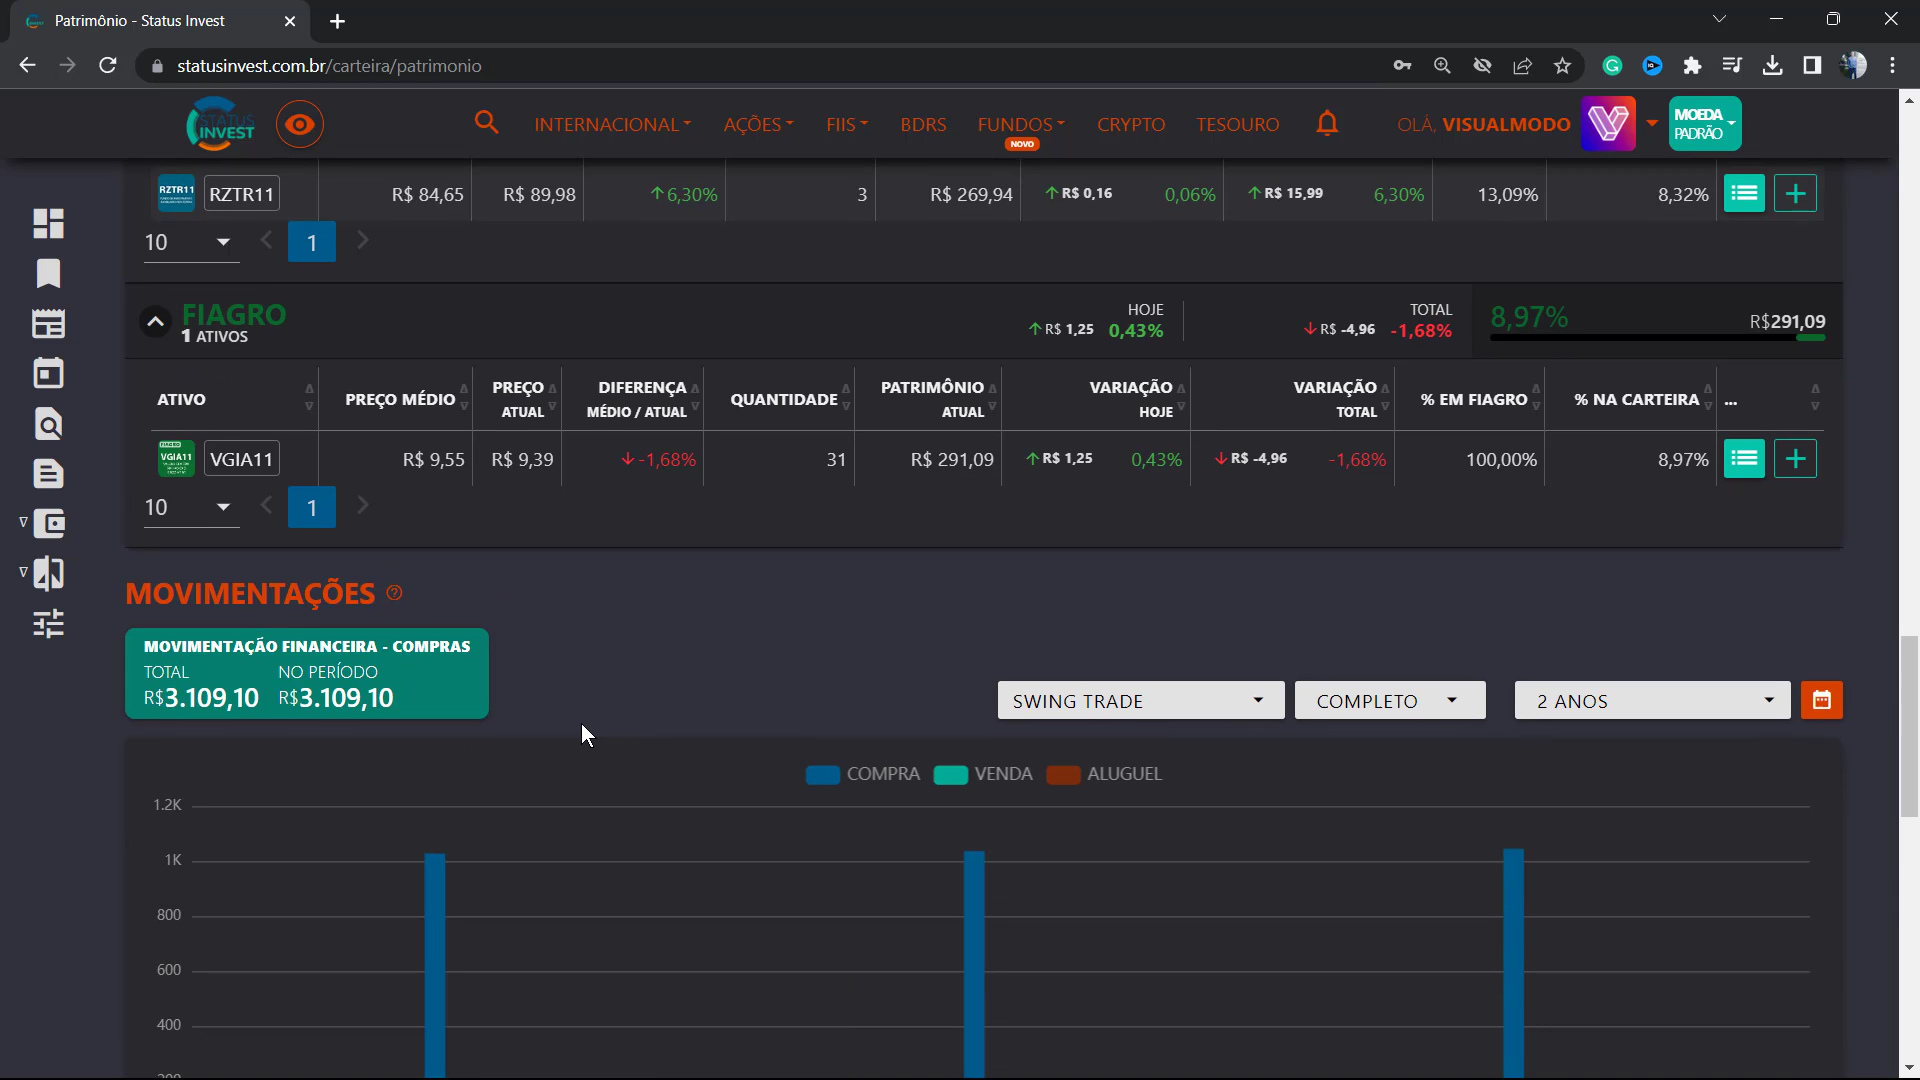 Patrimônio - Status Invest
statusinvest.com.br/carteira/patrimonio
STATUS INVEST
INTERNACIONAL
AÇÕES
FIIS
BDRS
FUNDOS
NOVO
CRYPTO
TESOURO
OLÁ, VISUALMODO
MOEDA
PADRÃO
RZTR11 RZTR11 R$ 84,65 R$ 89,98 6,30% 3 R$ 269,94 R$ 0,16 0,06% R$ 15,99 6,30% 13,09% 8,32%
10 1
FIAGRO
1 ATIVOS
HOJE
R$ 1,25 0,43%
TOTAL
R$ -4,96 -1,68%
8,97%
R$291,09
ATIVO
PREÇO MÉDIO
PREÇO
ATUAL
DIFERENÇA
MÉDIO / ATUAL
QUANTIDADE
PATRIMÔNIO
ATUAL
VARIAÇÃO
HOJE
VARIAÇÃO
TOTAL
% EM FIAGRO
% NA CARTEIRA
...
FIAGRO
VGIA11 VGIA11 R$ 9,55 R$ 9,39 -1,68% 31 R$ 291,09 R$ 1,25 0,43% R$ -4,96 -1,68% 100,00% 8,97%
10 1
MOVIMENTAÇÕES
MOVIMENTAÇÃO FINANCEIRA - COMPRAS
TOTAL NO PERÍODO
R$3.109,10 R$3.109,10
SWING TRADE
COMPLETO
2 ANOS
COMPRA VENDA ALUGUEL
1.2K
1K
800
600
400